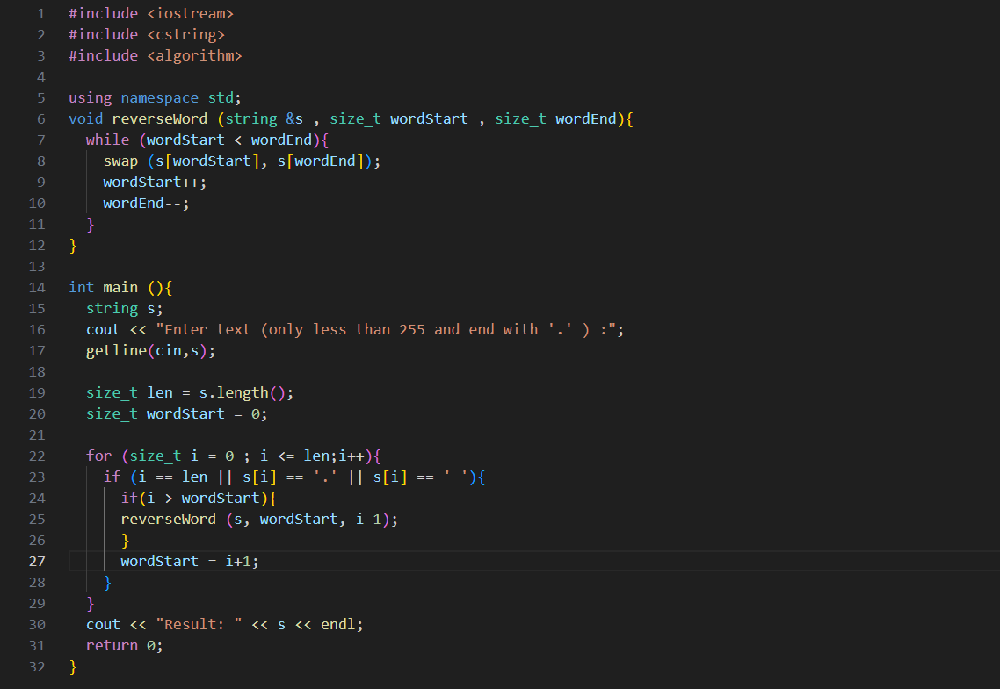 1 #include <iostream>
2 #include <cstring>
3 #include <algorithm>
4
5 using namespace std;
6 void reverseWord (string &s , size_t wordStart , size_t wordEnd){
7   while (wordStart < wordEnd){
8     swap (s[wordStart], s[wordEnd]);
9     wordStart++;
10     wordEnd--;
11   }
12 }
13
14 int main (){
15   string s;
16   cout << "Enter text (only less than 255 and end with '.' ) :";
17   getline(cin,s);
18
19   size_t len = s.length();
20   size_t wordStart = 0;
21
22   for (size_t i = 0 ; i <= len;i++){
23     if (i == len || s[i] == '.' || s[i] == ' '){
24       if(i > wordStart){
25       reverseWord (s, wordStart, i-1);
26       }
27       wordStart = i+1;
28     }
29   }
30   cout << "Result: " << s << endl;
31   return 0;
32 }